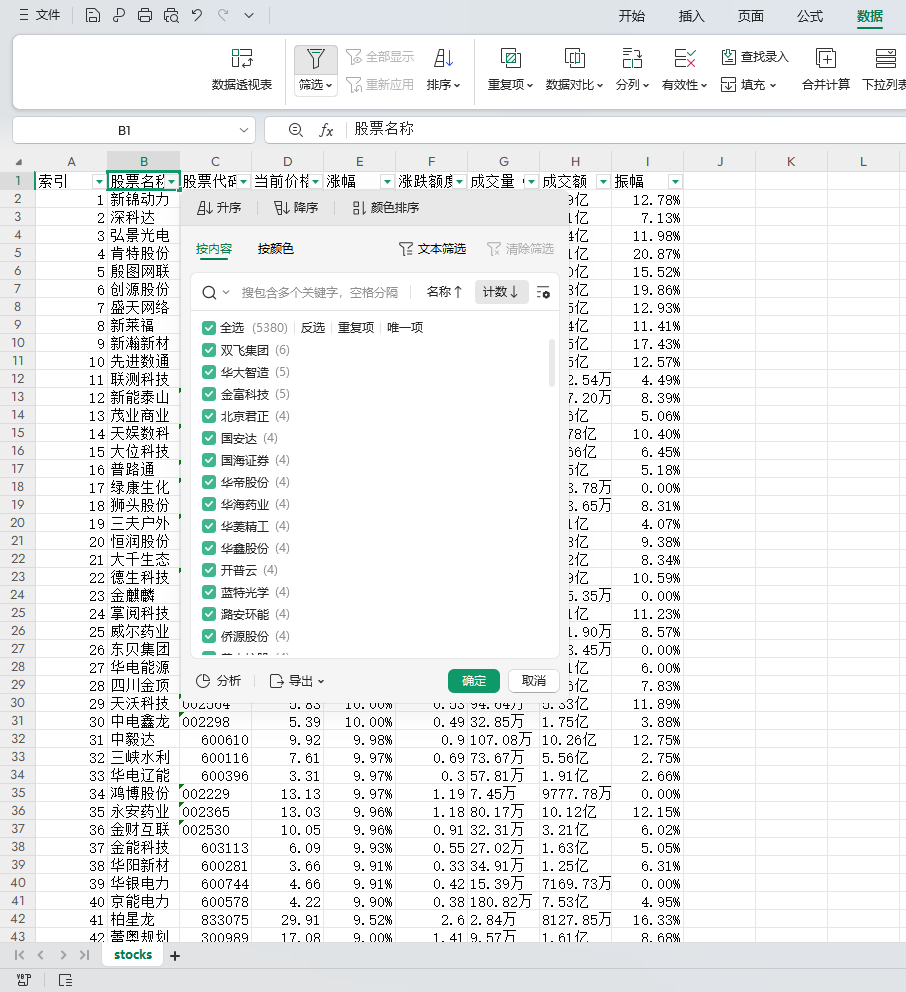 文件
开始 插入 页面 公式 数据
数据透视表 筛选 全部显示 重新应用 排序 重复项 数据对比 分列 有效性 查找录入 填充 合并计算 下拉列表
B1 fx 股票名称
A B C D E F G H I J K L
1 索引 股票名称 股票代码 当前价格 涨幅 涨跌额度 成交量 成交额 振幅
2 1 新锦动力 9亿 12.78%
3 2 深科达 1亿 7.13%
4 3 弘景光电 4亿 11.98%
5 4 肯特股份 1亿 20.87%
6 5 殷图网联 0亿 15.52%
7 6 创源股份 8亿 19.86%
8 7 盛天网络 5亿 12.93%
9 8 新莱福 4亿 11.41%
10 9 新瀚新材 5亿 17.43%
11 10 先进数通 5亿 12.57%
12 11 联测科技 2.54万 4.49%
13 12 新能泰山 7.20万 8.39%
14 13 茂业商业 6亿 5.06%
15 14 天娱数科 78亿 10.40%
16 15 大位科技 66亿 6.45%
17 16 普路通 5亿 5.18%
18 17 绿康生化 3.78万 0.00%
19 18 狮头股份 3.65万 8.31%
20 19 三夫户外 1亿 4.07%
21 20 恒润股份 3亿 9.38%
22 21 大千生态 2亿 8.34%
23 22 德生科技 9亿 10.59%
24 23 金麒麟 5.35万 0.00%
25 24 掌阅科技 1亿 11.23%
26 25 威尔药业 1.90万 8.57%
27 26 东贝集团 3.45万 0.00%
28 27 华电能源 1亿 6.00%
29 28 四川金顶 6亿 7.83%
升序 降序 颜色排序
按内容 按颜色 文本筛选 清除筛选
搜包含多个关键字，空格分隔 名称↑ 计数↓
全选 (5380) 反选 重复项 唯一项
双飞集团 (6)
华大智造 (5)
金富科技 (5)
北京君正 (4)
国安达 (4)
国海证券 (4)
华帝股份 (4)
华海药业 (4)
华菱精工 (4)
华鑫股份 (4)
开普云 (4)
蓝特光学 (4)
潞安环能 (4)
侨源股份 (4)
分析 导出 确定 取消
30 29 天沃科技 002564 5.83 10.00% 0.53 94.64万 5.33亿 11.89%
31 30 中电鑫龙 002298 5.39 10.00% 0.49 32.85万 1.75亿 3.88%
32 31 中毅达 600610 9.92 9.98% 0.9 107.08万 10.26亿 12.75%
33 32 三峡水利 600116 7.61 9.97% 0.69 73.67万 5.56亿 2.75%
34 33 华电辽能 600396 3.31 9.97% 0.3 57.81万 1.91亿 2.66%
35 34 鸿博股份 002229 13.13 9.97% 1.19 7.45万 9777.78万 0.00%
36 35 永安药业 002365 13.03 9.96% 1.18 80.17万 10.12亿 12.15%
37 36 金财互联 002530 10.05 9.96% 0.91 32.31万 3.21亿 6.02%
38 37 金能科技 603113 6.09 9.93% 0.55 27.02万 1.63亿 5.05%
39 38 华阳新材 600281 3.66 9.91% 0.33 34.91万 1.25亿 6.31%
40 39 华银电力 600744 4.66 9.91% 0.42 15.39万 7169.73万 0.00%
41 40 京能电力 600578 4.22 9.90% 0.38 180.82万 7.53亿 4.95%
42 41 柏星龙 833075 29.91 9.52% 2.6 2.84万 8127.85万 16.33%
43 42 蕾奥规划 300989 17.08 9.00% 1.41 9.57万 1.61亿 8.68%
stocks +